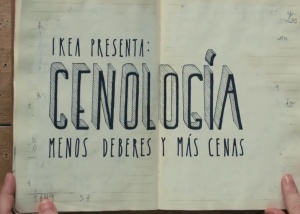 IKEA PRESENTA:
CENOLOGÍA
MENOS DEBERES Y MÁS CENAS